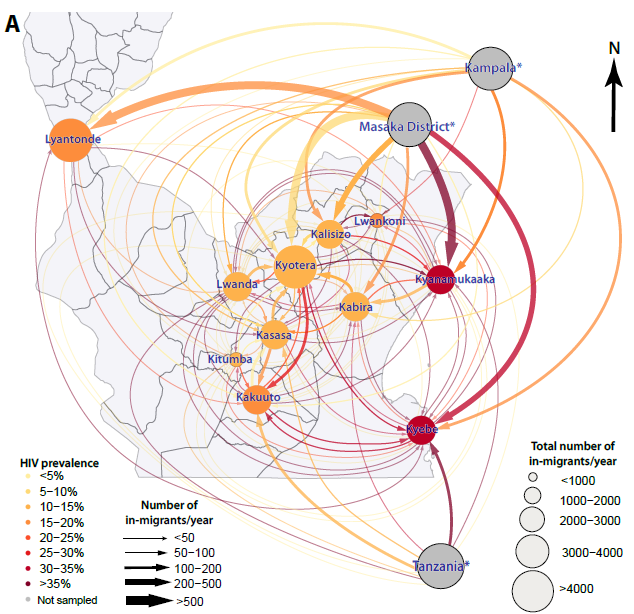 A
N
Kampala*
Masaka District*
Lyantonde
Lwankoni
Kalisizo
Kyotera
Kyanamukaaka
Lwanda
Kabira
Kasasa
Kitumba
Kakuuto
Kyebe
Tanzania*
HIV prevalence
<5%
5–10%
10–15%
15–20%
20–25%
25–30%
30–35%
>35%
Not sampled
Number of
in-migrants/year
<50
50–100
100–200
200–500
>500
Total number of
in-migrants/year
<1000
1000–2000
2000–3000
3000–4000
>4000